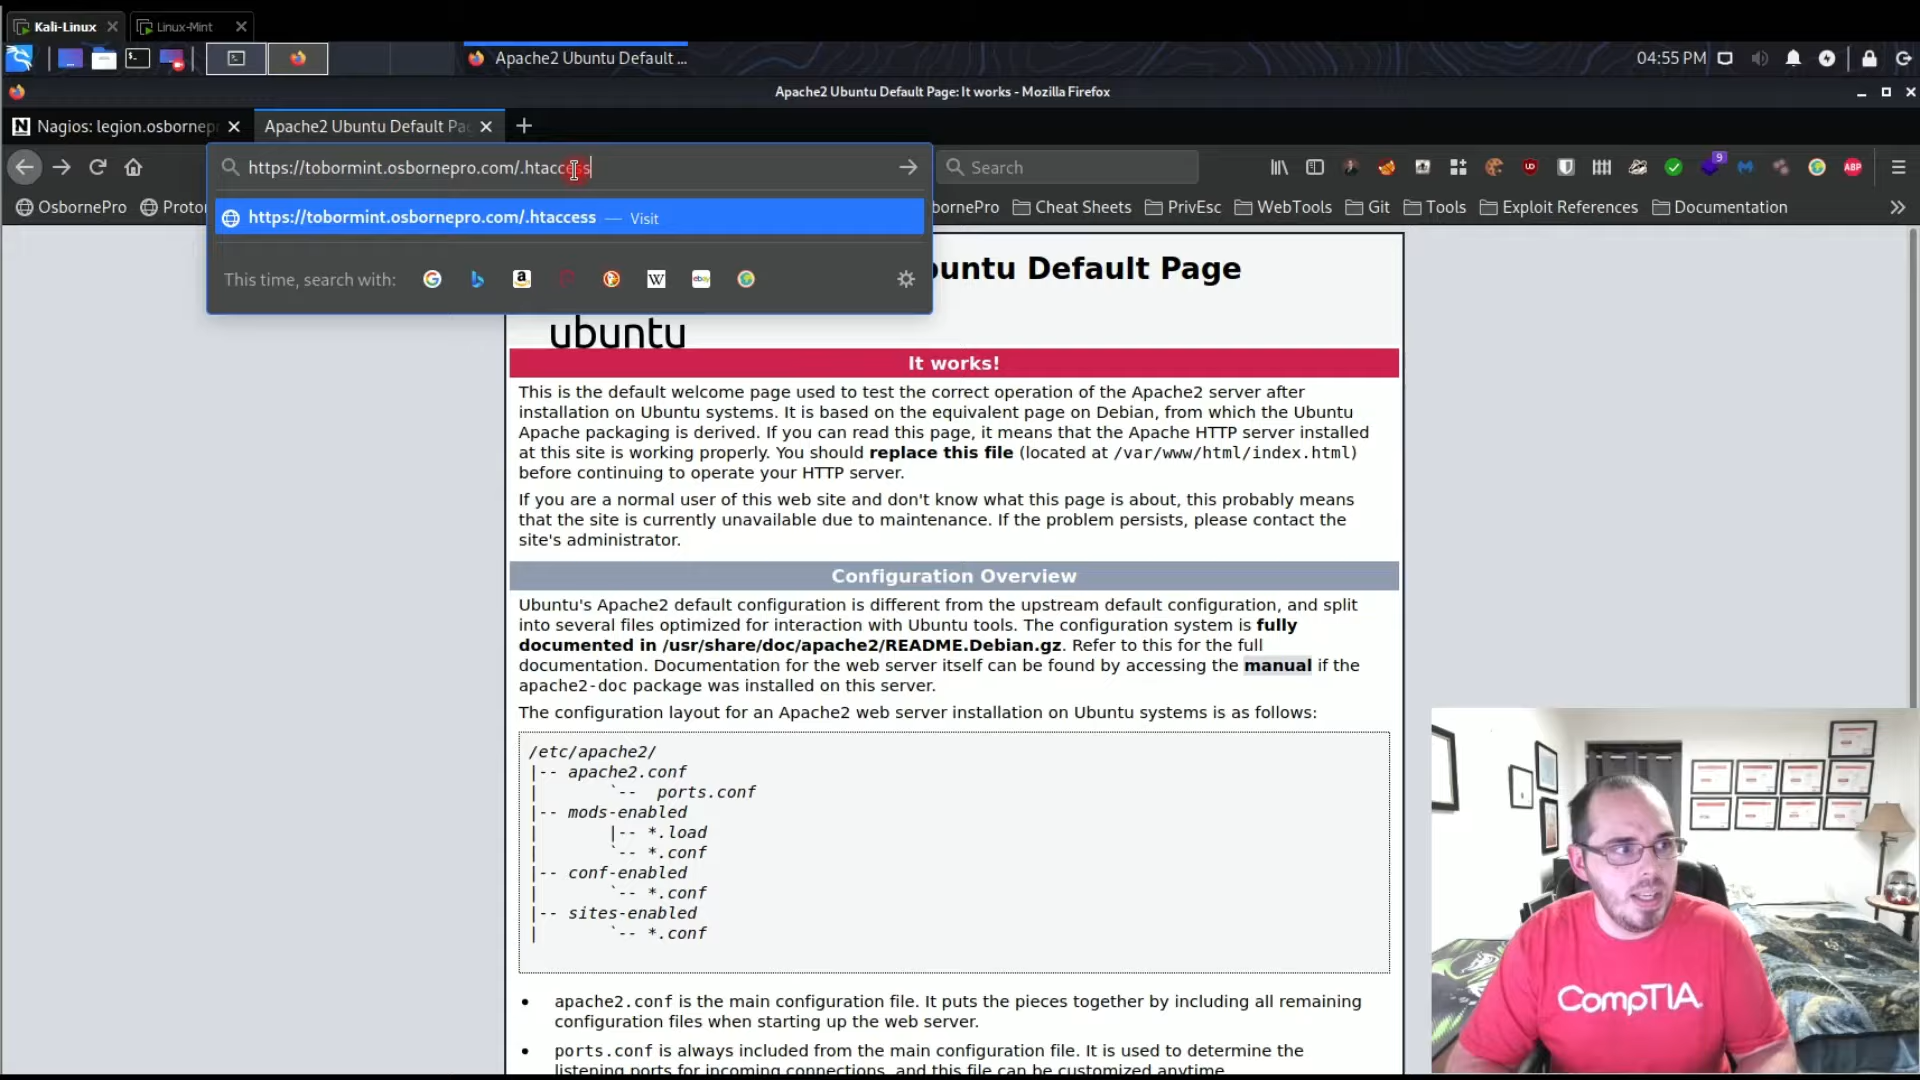 Kali-Linux
Linux-Mint
Apache2 Ubuntu Default ...
04:55 PM
Apache2 Ubuntu Default Page: It works - Mozilla Firefox
Nagios: legion.osbornep
Apache2 Ubuntu Default Pa
https://tobormint.osbornepro.com/.htaccess
Search
9
ABP
https://tobormint.osbornepro.com/.htaccess — Visit
OsbornePro
Proto
bornePro
Cheat Sheets
PrivEsc
WebTools
Git
Tools
Exploit References
Documentation
This time, search with:
untu Default Page
ubuntu
It works!
This is the default welcome page used to test the correct operation of the Apache2 server after
installation on Ubuntu systems. It is based on the equivalent page on Debian, from which the Ubuntu
Apache packaging is derived. If you can read this page, it means that the Apache HTTP server installed
at this site is working properly. You should replace this file (located at /var/www/html/index.html)
before continuing to operate your HTTP server.
If you are a normal user of this web site and don't know what this page is about, this probably means
that the site is currently unavailable due to maintenance. If the problem persists, please contact the
site's administrator.
Configuration Overview
Ubuntu's Apache2 default configuration is different from the upstream default configuration, and split
into several files optimized for interaction with Ubuntu tools. The configuration system is fully
documented in /usr/share/doc/apache2/README.Debian.gz. Refer to this for the full
documentation. Documentation for the web server itself can be found by accessing the manual if the
apache2-doc package was installed on this server.
The configuration layout for an Apache2 web server installation on Ubuntu systems is as follows:
/etc/apache2/
|-- apache2.conf
|       `--  ports.conf
|-- mods-enabled
|       |-- *.load
|       `-- *.conf
|-- conf-enabled
|       `-- *.conf
|-- sites-enabled
|       `-- *.conf
• apache2.conf is the main configuration file. It puts the pieces together by including all remaining
configuration files when starting up the web server.
• ports.conf is always included from the main configuration file. It is used to determine the
listening ports for incoming connections, and this file can be customized anytime.
CompTIA.